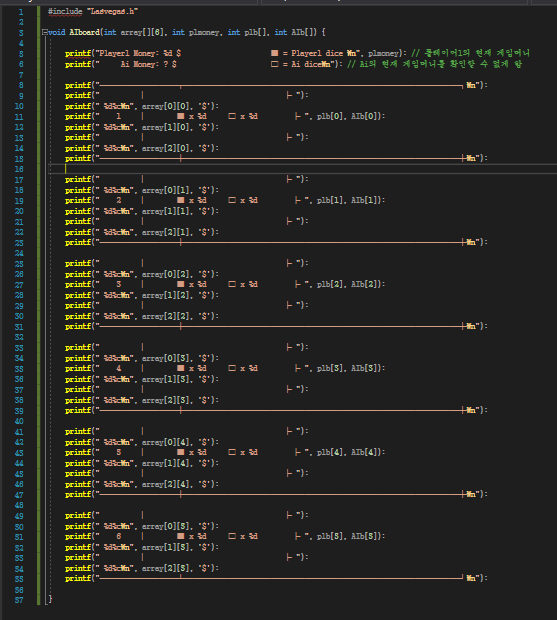 1 #include "Lasvegas.h"
2
3 void AIboard(int array[][6], int plmoney, int plb[], int AIb[]) {
4
5 printf("Player1 Money: %d $ ■ = Player1 dice ₩n", plmoney); // 플레이어1의 현재 게임머니
6 printf(" Ai Money: ? $ □ = Ai dice₩n"); // Ai의 현재 게임머니를 확인할 수 없게 함
7
8 printf("────────────────┐₩n");
9 printf(" │ ├ ");
10 printf(" %d%c₩n", array[0][0], '$');
11 printf(" 1 │ ■ x %d □ x %d ├ ", plb[0], AIb[0]);
12 printf(" %d%c₩n", array[1][0], '$');
13 printf(" │ ├ ");
14 printf(" %d%c₩n", array[2][0], '$');
15 printf("─────┼──────────┤₩n");
16
17 printf(" │ ├ ");
18 printf(" %d%c₩n", array[0][1], '$');
19 printf(" 2 │ ■ x %d □ x %d ├ ", plb[1], AIb[1]);
20 printf(" %d%c₩n", array[1][1], '$');
21 printf(" │ ├ ");
22 printf(" %d%c₩n", array[2][1], '$');
23 printf("─────┼──────────┤₩n");
24
25 printf(" │ ├ ");
26 printf(" %d%c₩n", array[0][2], '$');
27 printf(" 3 │ ■ x %d □ x %d ├ ", plb[2], AIb[2]);
28 printf(" %d%c₩n", array[1][2], '$');
29 printf(" │ ├ ");
30 printf(" %d%c₩n", array[2][2], '$');
31 printf("─────┼──────────┤₩n");
32
33 printf(" │ ├ ");
34 printf(" %d%c₩n", array[0][3], '$');
35 printf(" 4 │ ■ x %d □ x %d ├ ", plb[3], AIb[3]);
36 printf(" %d%c₩n", array[1][3], '$');
37 printf(" │ ├ ");
38 printf(" %d%c₩n", array[2][3], '$');
39 printf("─────┼──────────┤₩n");
40
41 printf(" │ ├ ");
42 printf(" %d%c₩n", array[0][4], '$');
43 printf(" 5 │ ■ x %d □ x %d ├ ", plb[4], AIb[4]);
44 printf(" %d%c₩n", array[1][4], '$');
45 printf(" │ ├ ");
46 printf(" %d%c₩n", array[2][4], '$');
47 printf("─────┼──────────┤₩n");
48
49 printf(" │ ├ ");
50 printf(" %d%c₩n", array[0][5], '$');
51 printf(" 6 │ ■ x %d □ x %d ├ ", plb[5], AIb[5]);
52 printf(" %d%c₩n", array[1][5], '$');
53 printf(" │ ├ ");
54 printf(" %d%c₩n", array[2][5], '$');
55 printf("─────┴──────────┘₩n");
56
57 }